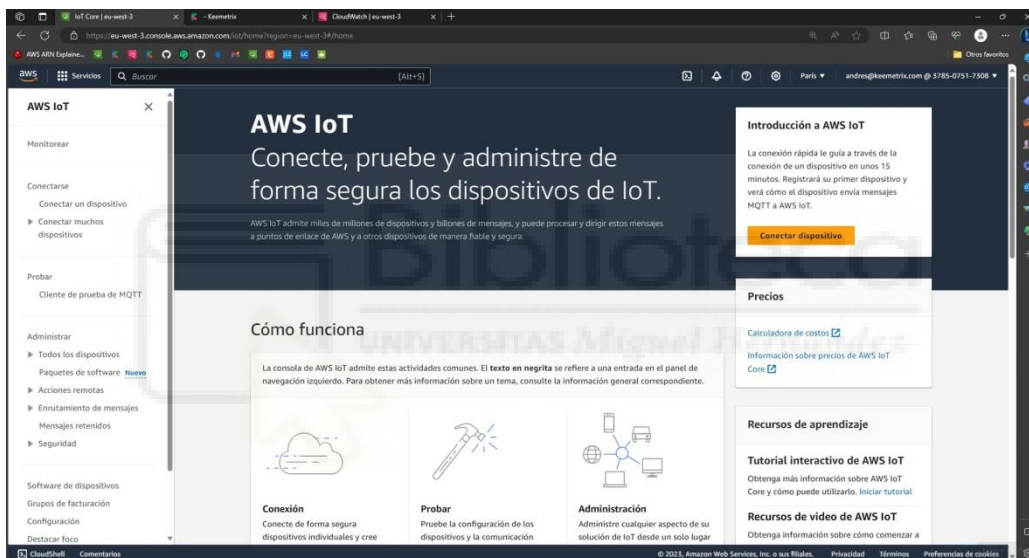 IoT Core | eu-west-3
- Keemetrix
CloudWatch | eu-west-3
https://eu-west-3.console.aws.amazon.com/iot/home?region=eu-west-3#/home
AWS ARN Explaine...
Otros favoritos
aws
Servicios
Buscar
[Alt+S]
París
andres@keemetrix.com @ 3785-0751-7308
AWS IoT
Monitorear
Conectarse
Conectar un dispositivo
Conectar muchos
dispositivos
Probar
Cliente de prueba de MQTT
Administrar
Todos los dispositivos
Paquetes de software Nuevo
Acciones remotas
Enrutamiento de mensajes
Mensajes retenidos
Seguridad
Software de dispositivos
Grupos de facturación
Configuración
Destacar foco
AWS IoT
Conecte, pruebe y administre de
forma segura los dispositivos de IoT.
AWS IoT admite miles de millones de dispositivos y billones de mensajes, y puede procesar y dirigir estos mensajes
a puntos de enlace de AWS y a otros dispositivos de manera fiable y segura.
Introducción a AWS IoT
La conexión rápida le guía a través de la
conexión de un dispositivo en unos 15
minutos. Registrará su primer dispositivo y
verá cómo el dispositivo envía mensajes
MQTT a AWS IoT.
Conectar dispositivo
Precios
Calculadora de costos
Información sobre precios de AWS IoT
Core
Cómo funciona
La consola de AWS IoT admite estas actividades comunes. El texto en negrita se refiere a una entrada en el panel de
navegación izquierdo. Para obtener más información sobre un tema, consulte la información general correspondiente.
Conexión
Conecte de forma segura
dispositivos individuales y cree
Probar
Pruebe la configuración de los
dispositivos y la comunicación
Administración
Administre cualquier aspecto de su
solución de IoT desde un solo lugar
Recursos de aprendizaje
Tutorial interactivo de AWS IoT
Obtenga más información sobre AWS IoT
Core y cómo puede utilizarlo. Iniciar tutorial
Recursos de video de AWS IoT
Obtenga información sobre cómo comenzar a
Biblioteca
UNIVERSITAS Miguel Hernández
CloudShell
Comentarios
© 2023, Amazon Web Services, Inc. o sus filiales.
Privacidad
Términos
Preferencias de cookies